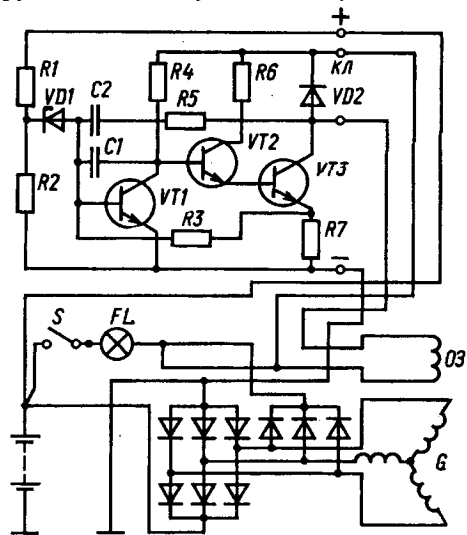 +
R1
R4
R6
КЛ
VD1
C2
R5
VD2
C1
VT2
VT3
R2
VT1
R3
R7
−
S
FL
ОЗ
G